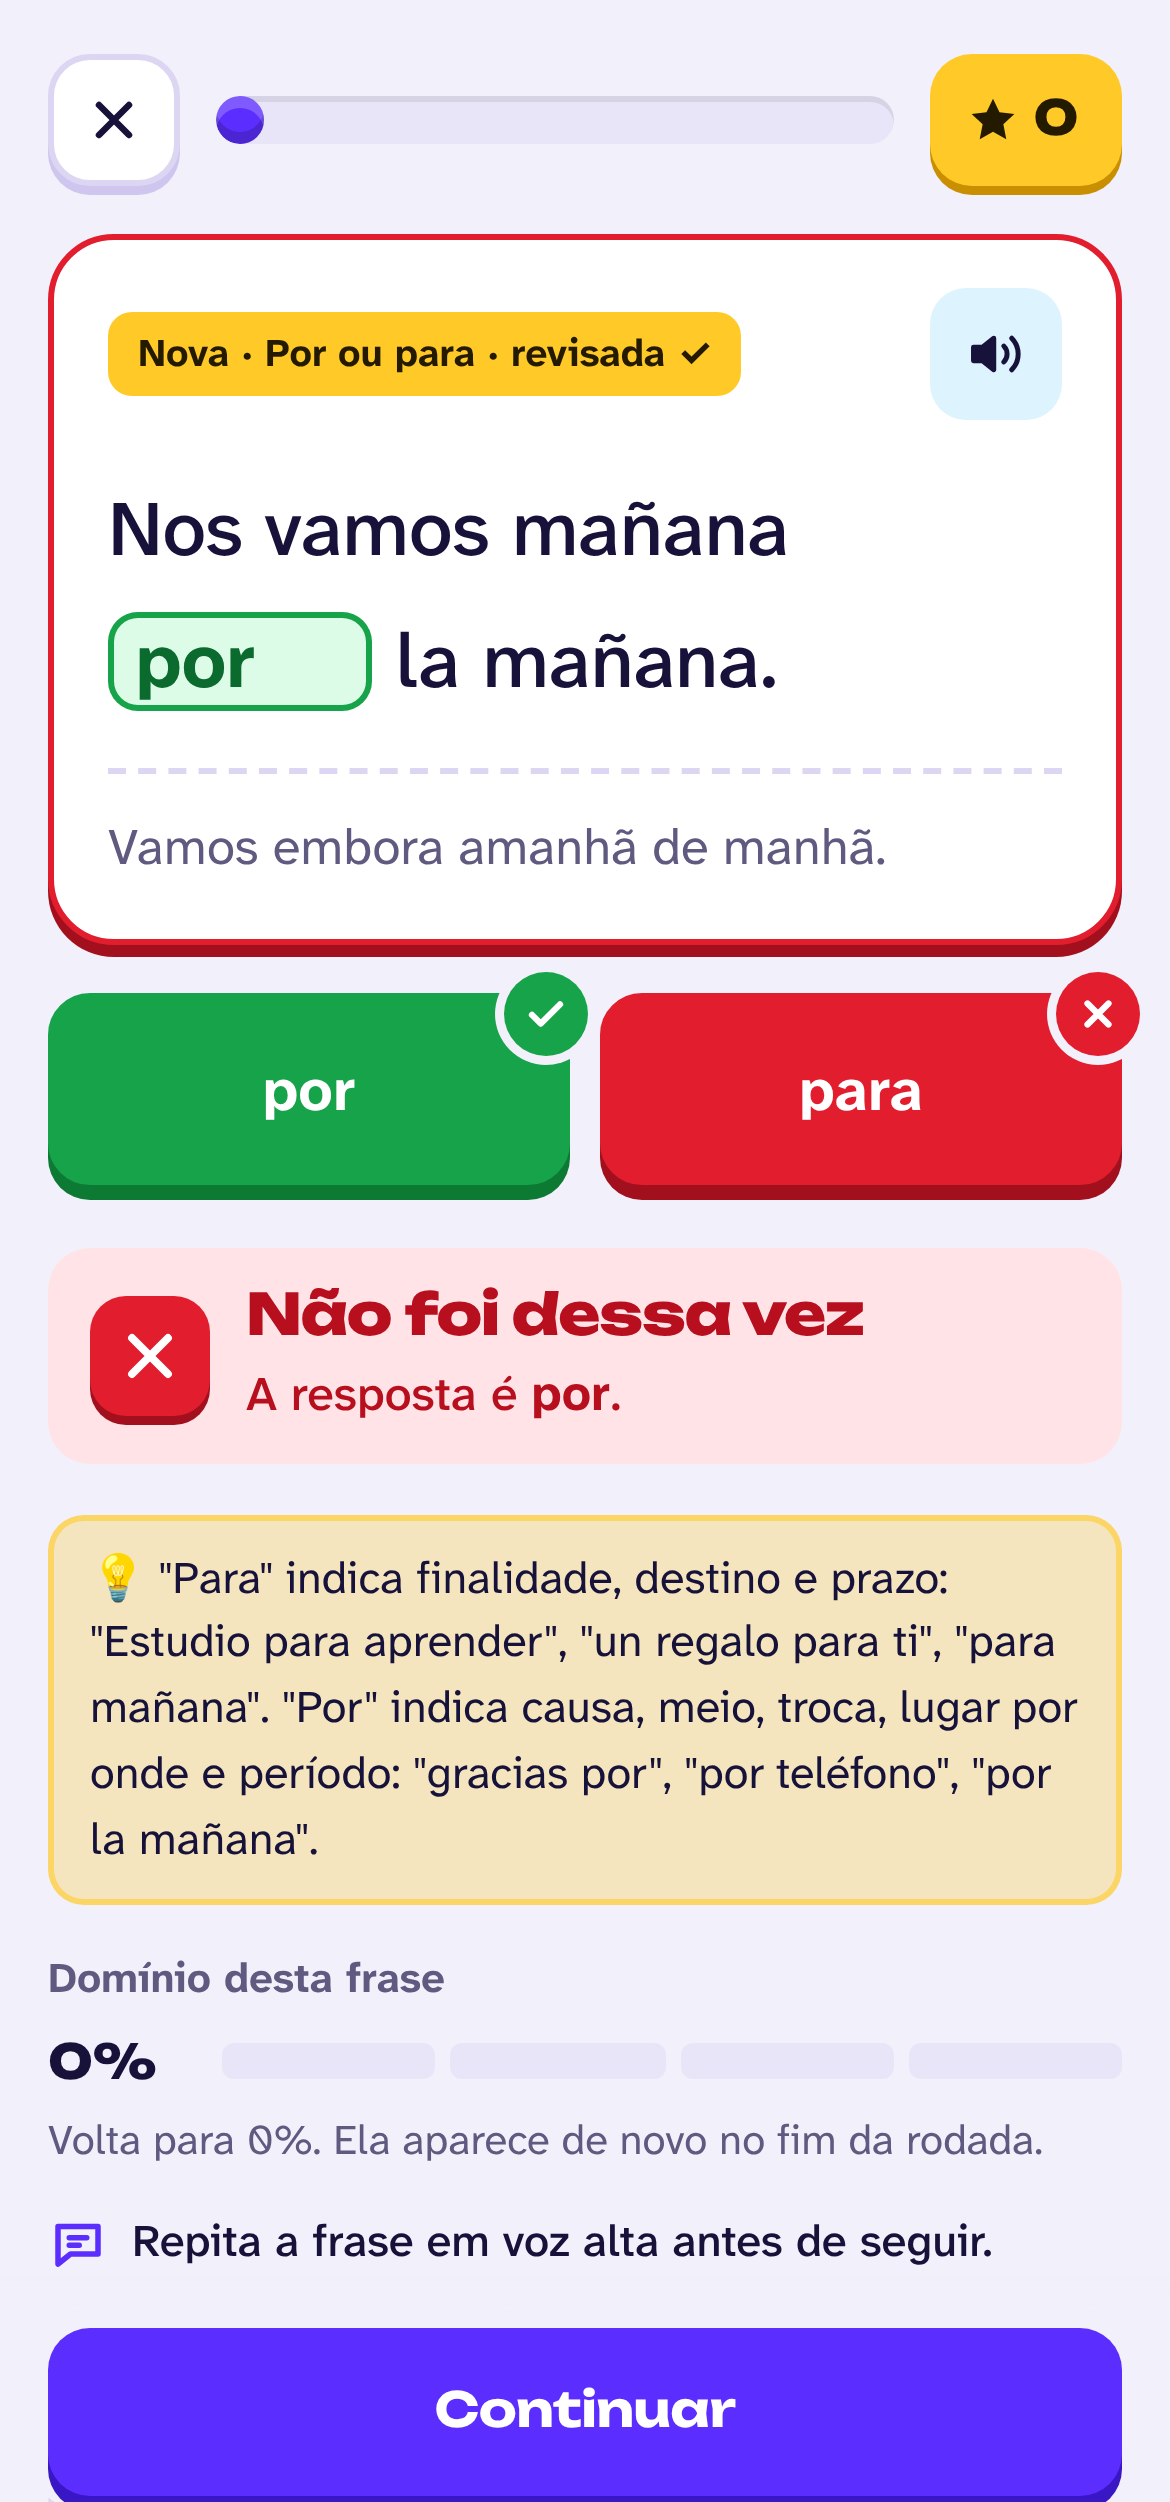 0
Nova · Por ou para · revisada
Nos vamos mañana
por la mañana.
Vamos embora amanhã de manhã.
por
para
Não foi dessa vez
A resposta é por.
"Para" indica finalidade, destino e prazo:
"Estudio para aprender", "un regalo para ti", "para
mañana". "Por" indica causa, meio, troca, lugar por
onde e período: "gracias por", "por teléfono", "por
la mañana".
Domínio desta frase
0%
Volta para 0%. Ela aparece de novo no fim da rodada.
Repita a frase em voz alta antes de seguir.
Continuar